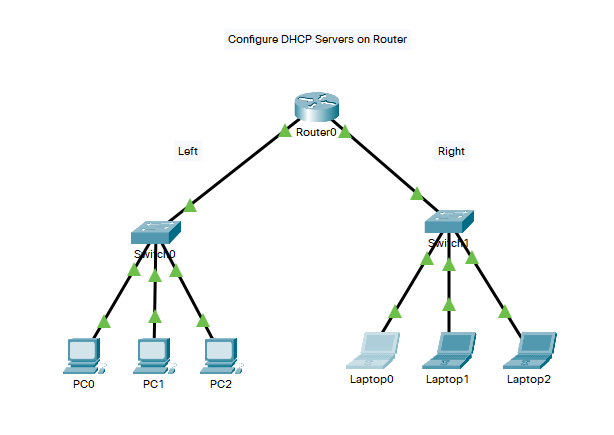 Configure DHCP Servers on Router
Router0
Left
Right
Switch0
Switch1
PC0
PC1
PC2
Laptop0
Laptop1
Laptop2